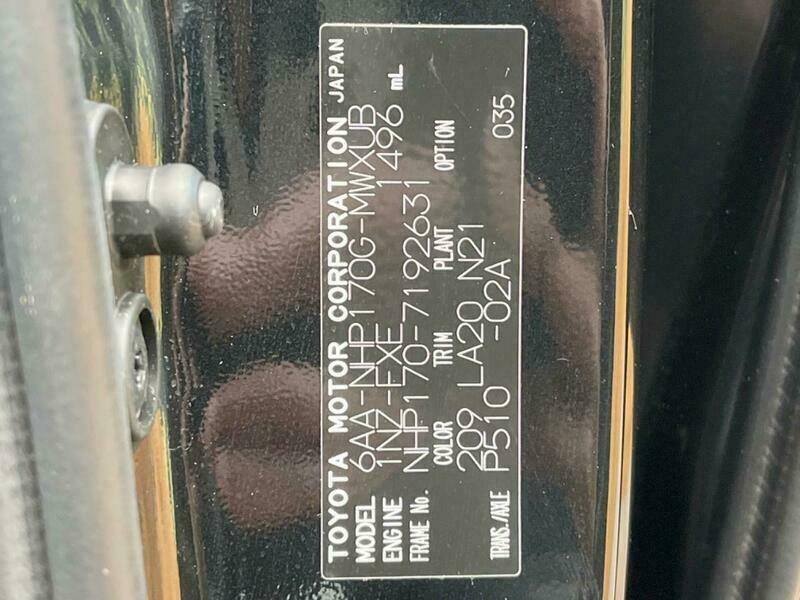 TOYOTA MOTOR CORPORATION JAPAN
MODEL 6AA-NHP170G-MWXUB
ENGINE 1NZ-FXE 1496 mL
FRAME No. NHP170-7192631
COLOR TRIM PLANT OPTION
209 LA20 N21
TRANS./AXLE P510 -02A 035